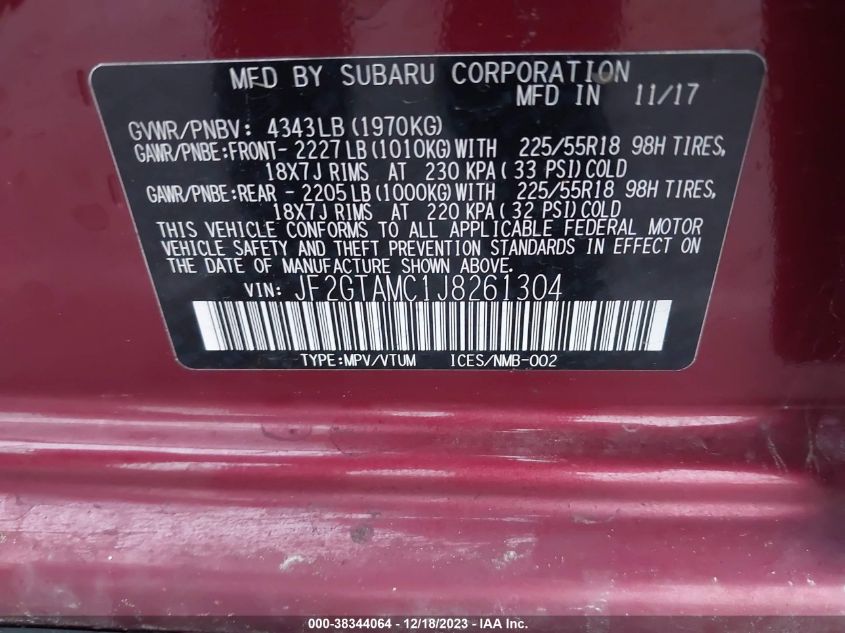 MFD BY SUBARU CORPORATION
MFD IN 11/17
GVWR/PNBV: 4343LB(1970KG)
GAWR/PNBE:FRONT- 2227LB(1010KG)WITH 225/55R18 98H TIRES,
18X7J RIMS AT 230 KPA( 33 PSI)COLD
GAWR/PNBE:REAR - 2205LB(1000KG)WITH 225/55R18 98H TIRES,
18X7J RIMS AT 220 KPA( 32 PSI)COLD
THIS VEHICLE CONFORMS TO ALL APPLICABLE FEDERAL MOTOR
VEHICLE SAFETY AND THEFT PREVENTION STANDARDS IN EFFECT ON
THE DATE OF MANUFACTURE SHOWN ABOVE.
VIN: JF2GTAMC1J8261304
TYPE:MPV/VTUM ICES/NMB-002
000-38344064 - 12/18/2023 - IAA Inc.